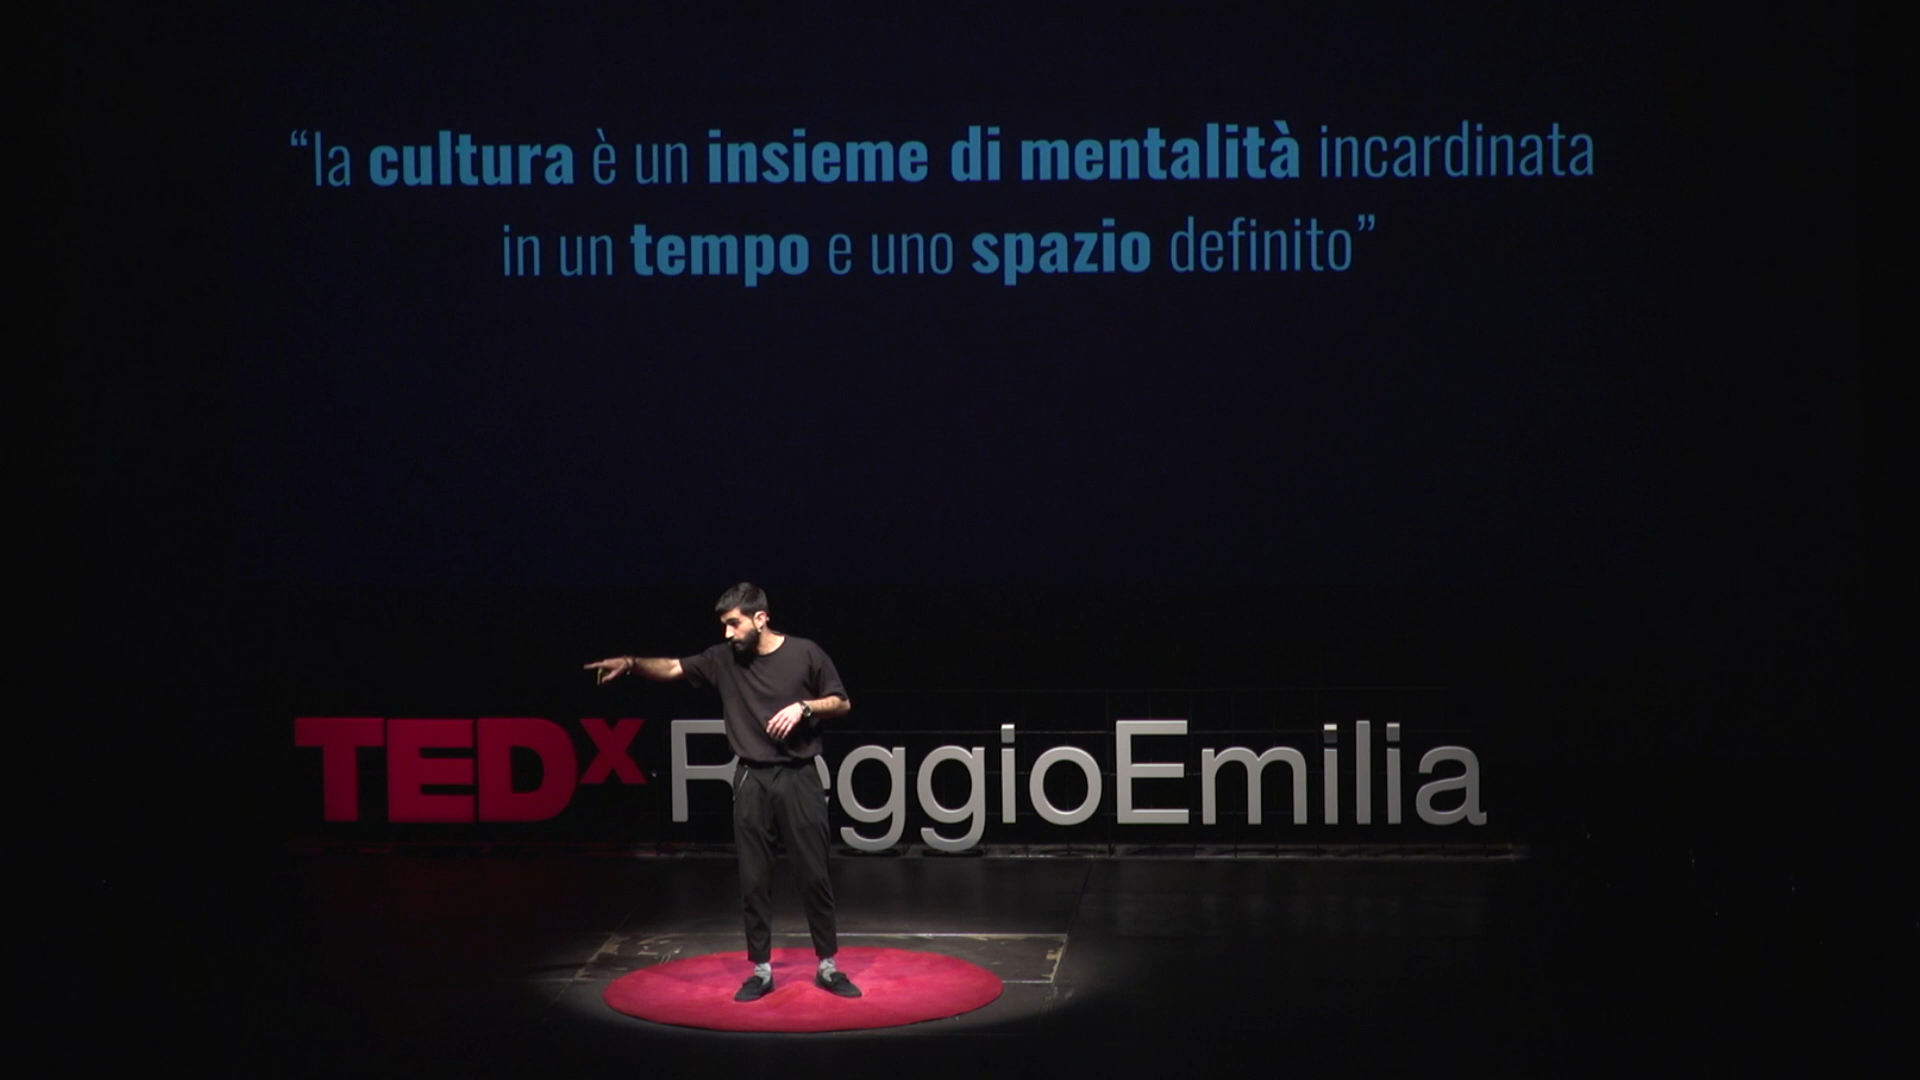 “la cultura è un insieme di mentalità incardinata
in un tempo e uno spazio definito”
TEDx ReggioEmilia